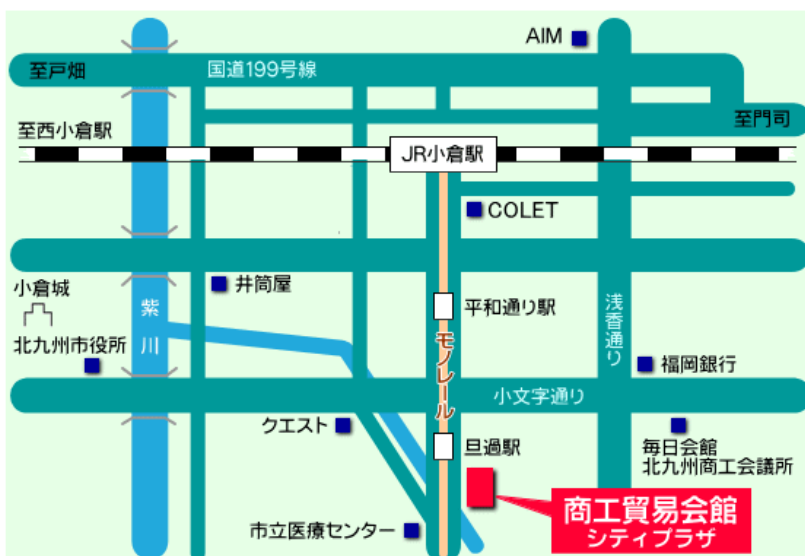 AIM
至戸畑
国道199号線
至門司
至西小倉駅
JR小倉駅
COLET
小倉城
井筒屋
紫川
平和通り駅
浅香通り
北九州市役所
モノレール
福岡銀行
小文字通り
クエスト
旦過駅
毎日会館
北九州商工会議所
商工貿易会館
シティプラザ
市立医療センター